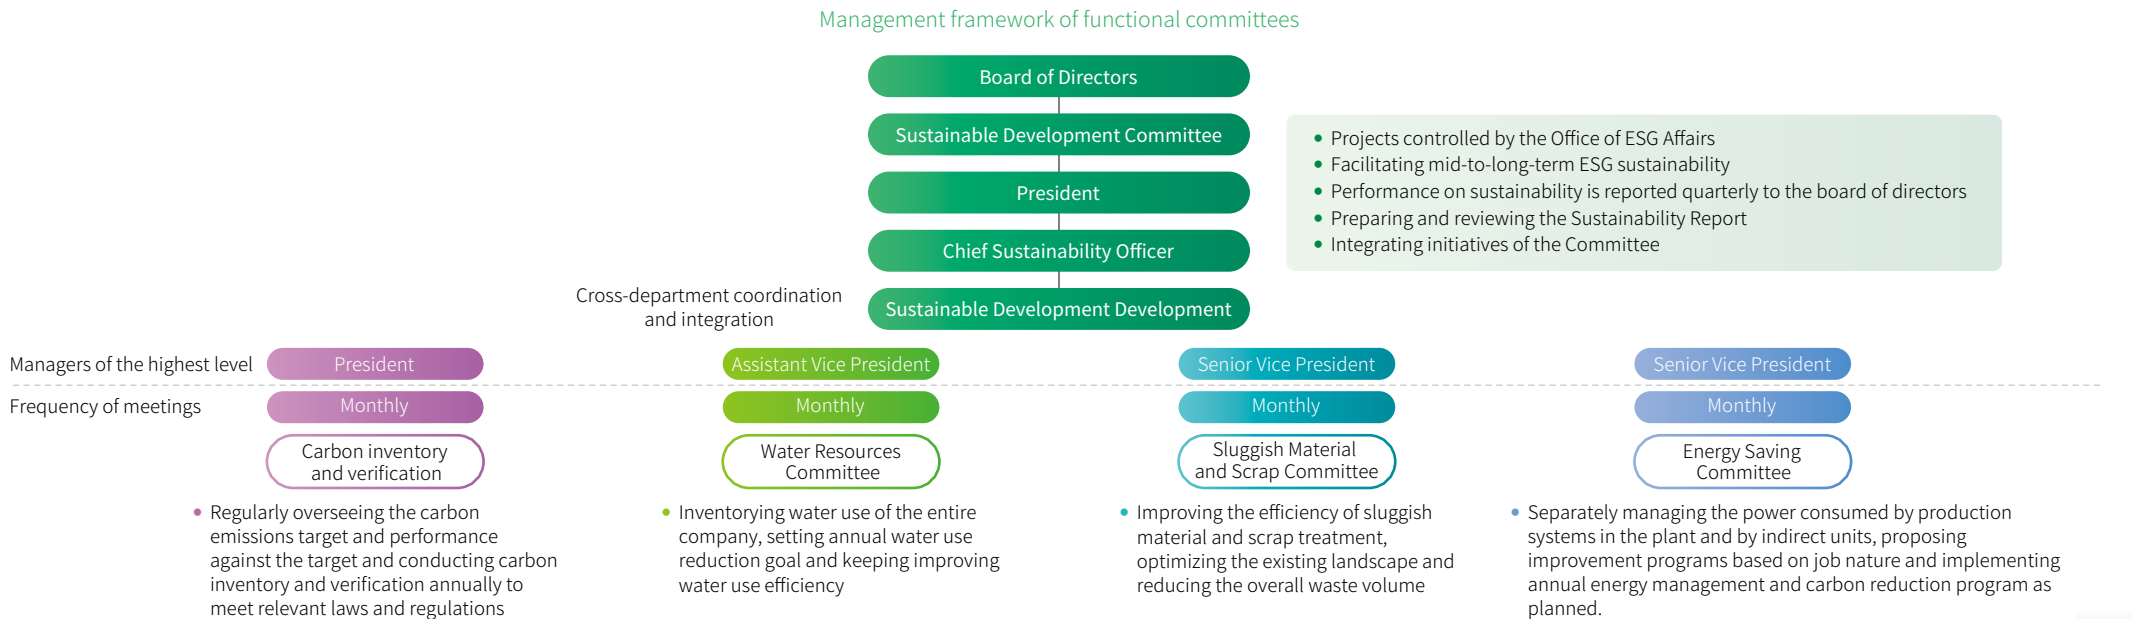 Management framework of functional committees
Board of Directors
Sustainable Development Committee
President
Chief Sustainability Officer
Sustainable Development Development
• Projects controlled by the Office of ESG Affairs
• Facilitating mid-to-long-term ESG sustainability
• Performance on sustainability is reported quarterly to the board of directors
• Preparing and reviewing the Sustainability Report
• Integrating initiatives of the Committee
Cross-department coordination
and integration
Managers of the highest level
President
Assistant Vice President
Senior Vice President
Senior Vice President
Frequency of meetings
Monthly
Monthly
Monthly
Monthly
Carbon inventory
and verification
Water Resources
Committee
Sluggish Material
and Scrap Committee
Energy Saving
Committee
• Regularly overseeing the carbon
emissions target and performance
against the target and conducting carbon
inventory and verification annually to
meet relevant laws and regulations
• Inventorying water use of the entire
company, setting annual water use
reduction goal and keeping improving
water use efficiency
• Improving the efficiency of sluggish
material and scrap treatment,
optimizing the existing landscape and
reducing the overall waste volume
• Separately managing the power consumed by production
systems in the plant and by indirect units, proposing
improvement programs based on job nature and implementing
annual energy management and carbon reduction program as
planned.